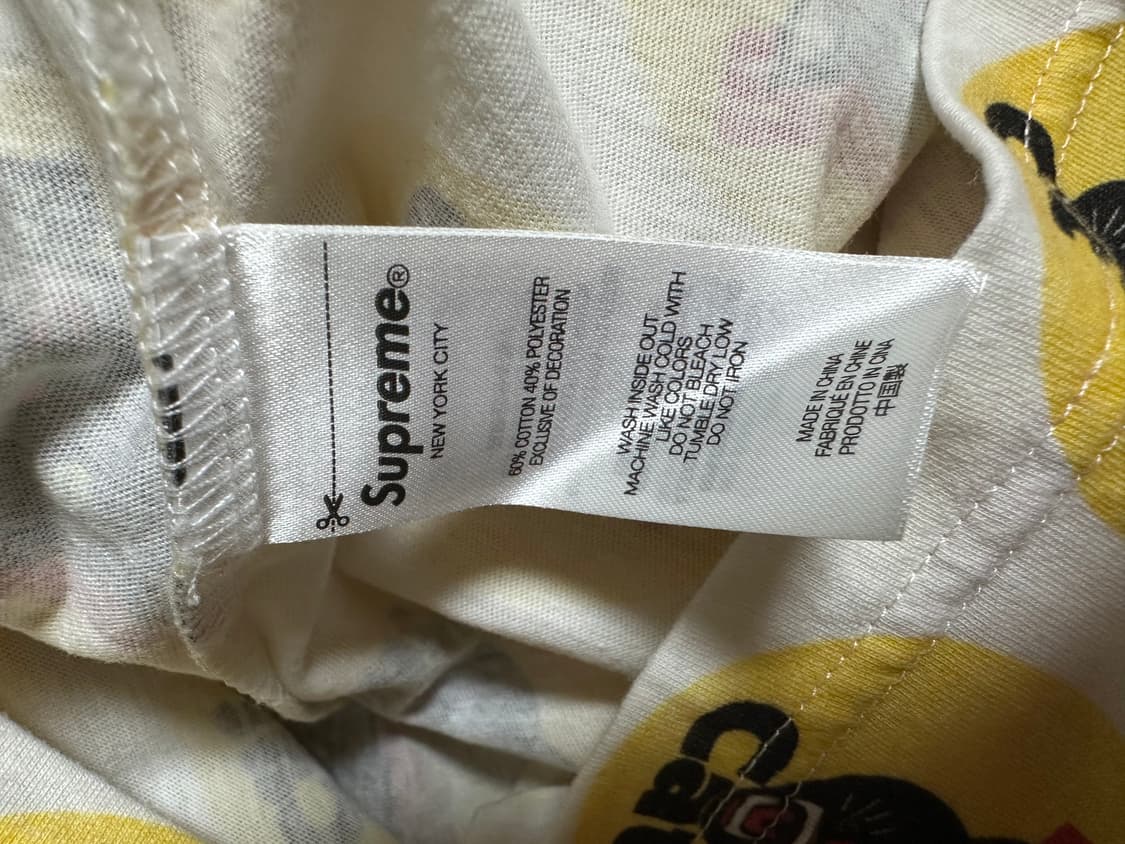 Supreme®
NEW YORK CITY
60% COTTON 40% POLYESTER
EXCLUSIVE OF DECORATION
WASH INSIDE OUT
MACHINE WASH COLD WITH
LIKE COLORS
DO NOT BLEACH
TUMBLE DRY LOW
DO NOT IRON
MADE IN CHINA
FABRIQUÉ EN CHINE
PRODOTTO IN CINA
中国製